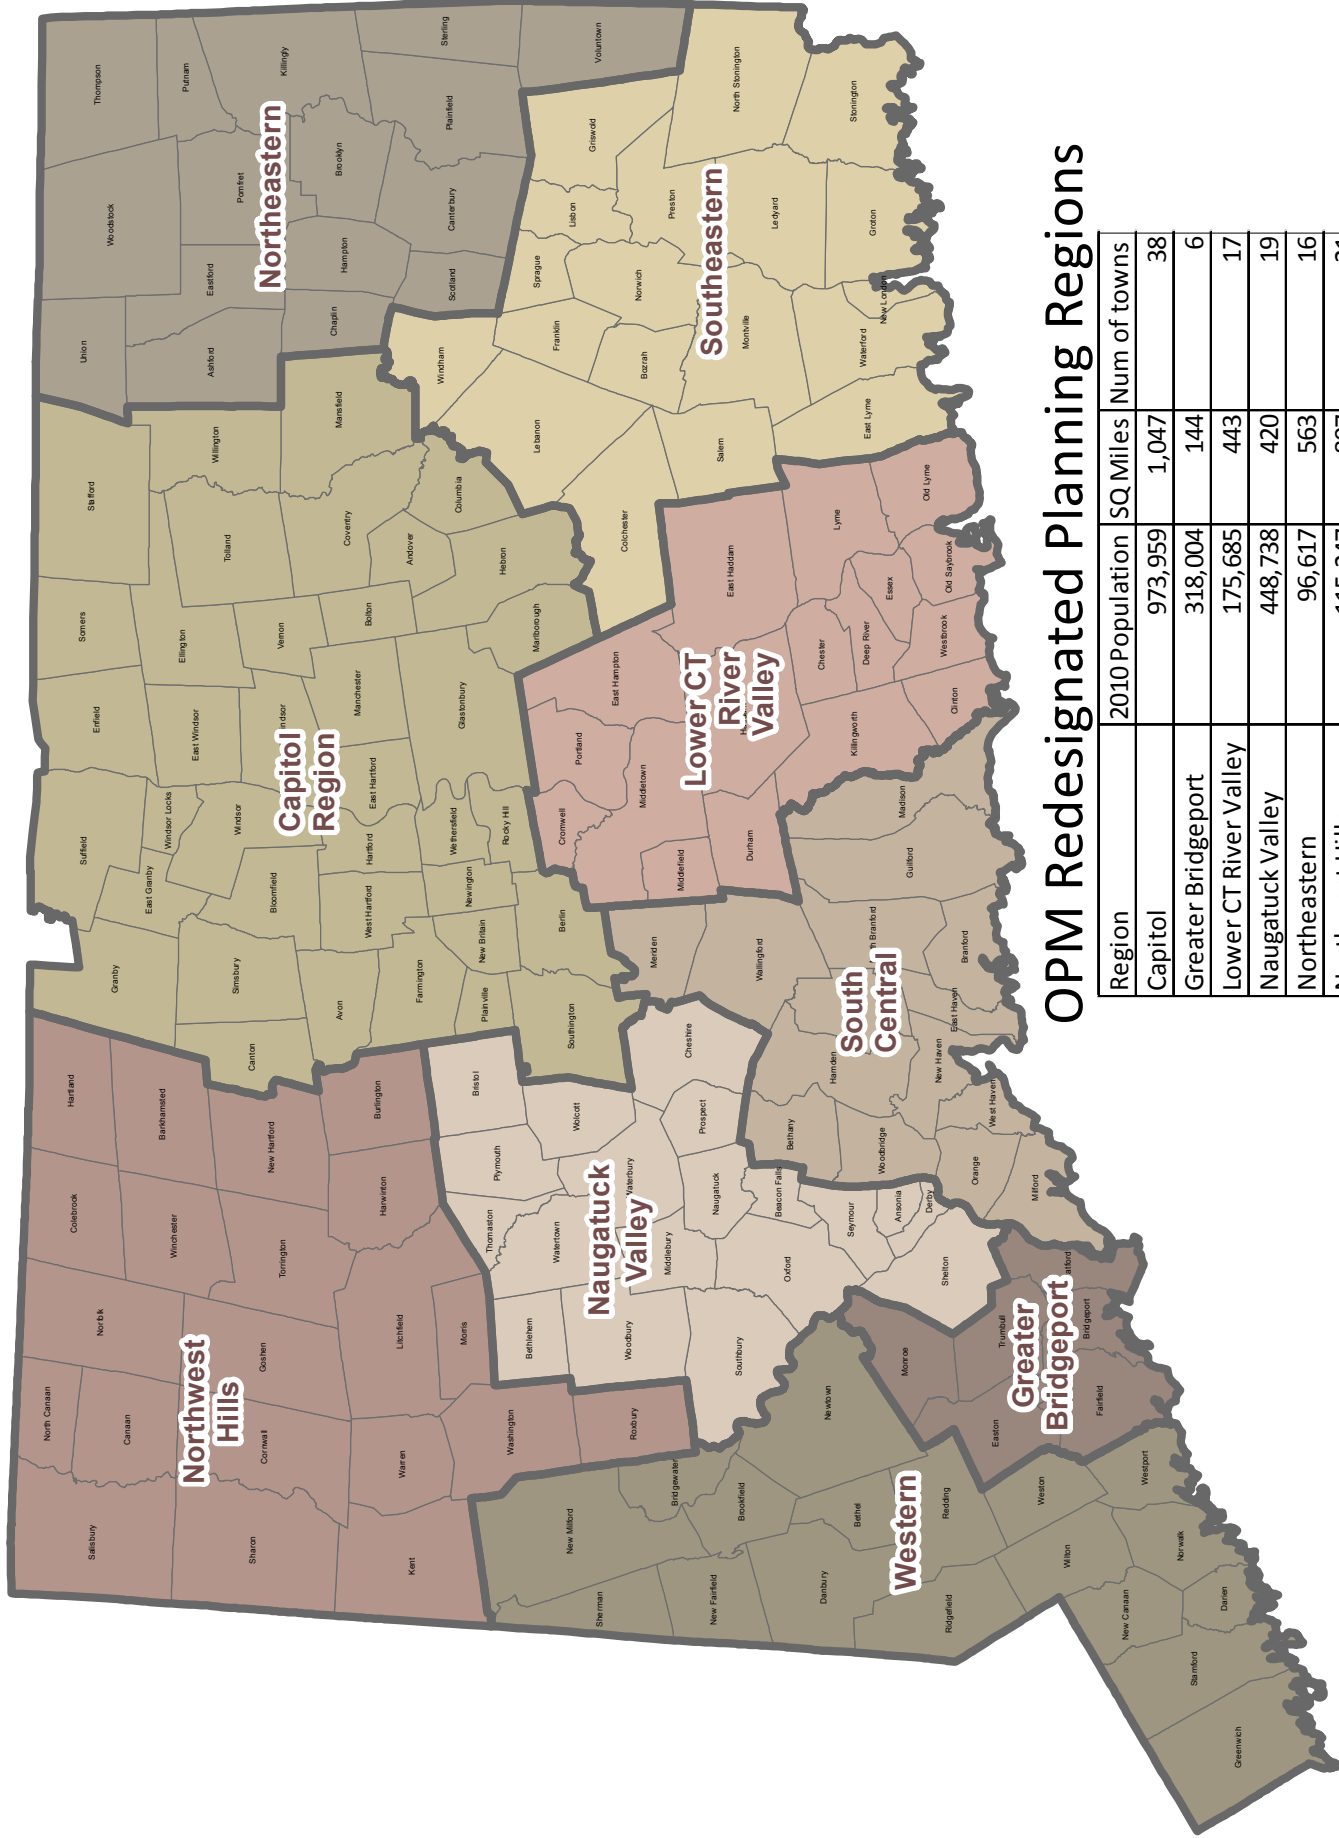 Northwest
Hills
Capitol
Region
Northeastern
Naugatuck
Valley
Lower CT
River
Valley
Southeastern
South
Central
Western
Greater
Bridgeport
Salisbury
North Canaan
Canaan
Norfolk
Colebrook
Hartland
Sharon
Cornwall
Goshen
Winchester
Barkhamsted
Torrington
New Hartford
Kent
Warren
Litchfield
Morris
Harwinton
Burlington
Washington
Roxbury
Granby
Suffield
Enfield
Somers
Stafford
East Granby
Windsor Locks
East Windsor
Ellington
Willington
Canton
Simsbury
Bloomfield
Windsor
ndsor
Vernon
Tolland
Mansfield
Avon
West Hartford
Hartford
East Hartford
Manchester
Bolton
Coventry
Andover
Columbia
Farmington
Plainville
New Britain
Newington
Wethersfield
Glastonbury
Hebron
Southington
Berlin
Rocky Hill
Marlborough
Union
Woodstock
Thompson
Putnam
Ashford
Eastford
Pomfret
Killingly
Chaplin
Hampton
Brooklyn
Scotland
Canterbury
Plainfield
Sterling
Voluntown
Windham
Lebanon
Franklin
Sprague
Lisbon
Griswold
Colchester
Bozrah
Norwich
Preston
Salem
Montville
Ledyard
North Stonington
East Lyme
Waterford
New London
Groton
Stonington
Bristol
Plymouth
Thomaston
Wolcott
Watertown
Bethlehem
Woodbury
Waterbury
Middlebury
Cheshire
Prospect
Naugatuck
Southbury
Oxford
Beacon Falls
Seymour
Ansonia
Derby
Shelton
Cromwell
Portland
East Hampton
Middletown
Middlefield
Durham
East Haddam
Chester
Lyme
Deep River
Essex
Killingworth
Westbrook
Old Saybrook
Old Lyme
Clinton
Meriden
Wallingford
Hamden
Bethany
Woodbridge
New Haven
East Haven
h Branford
Branford
Guilford
Madison
West Haven
Orange
Milford
Sherman
New Milford
Bridgewater
New Fairfield
Brookfield
Newtown
Danbury
Bethel
Redding
Ridgefield
Weston
Wilton
Westport
Norwalk
New Canaan
Darien
Stamford
Greenwich
Monroe
Trumbull
Easton
Fairfield
Bridgeport
atford
OPM Redesignated Planning Regions
Region 2010 Population SQ Miles Num of towns
Capitol 973,959 1,047 38
Greater Bridgeport 318,004 144 6
Lower CT River Valley 175,685 443 17
Naugatuck Valley 448,738 420 19
Northeastern 96,617 563 16